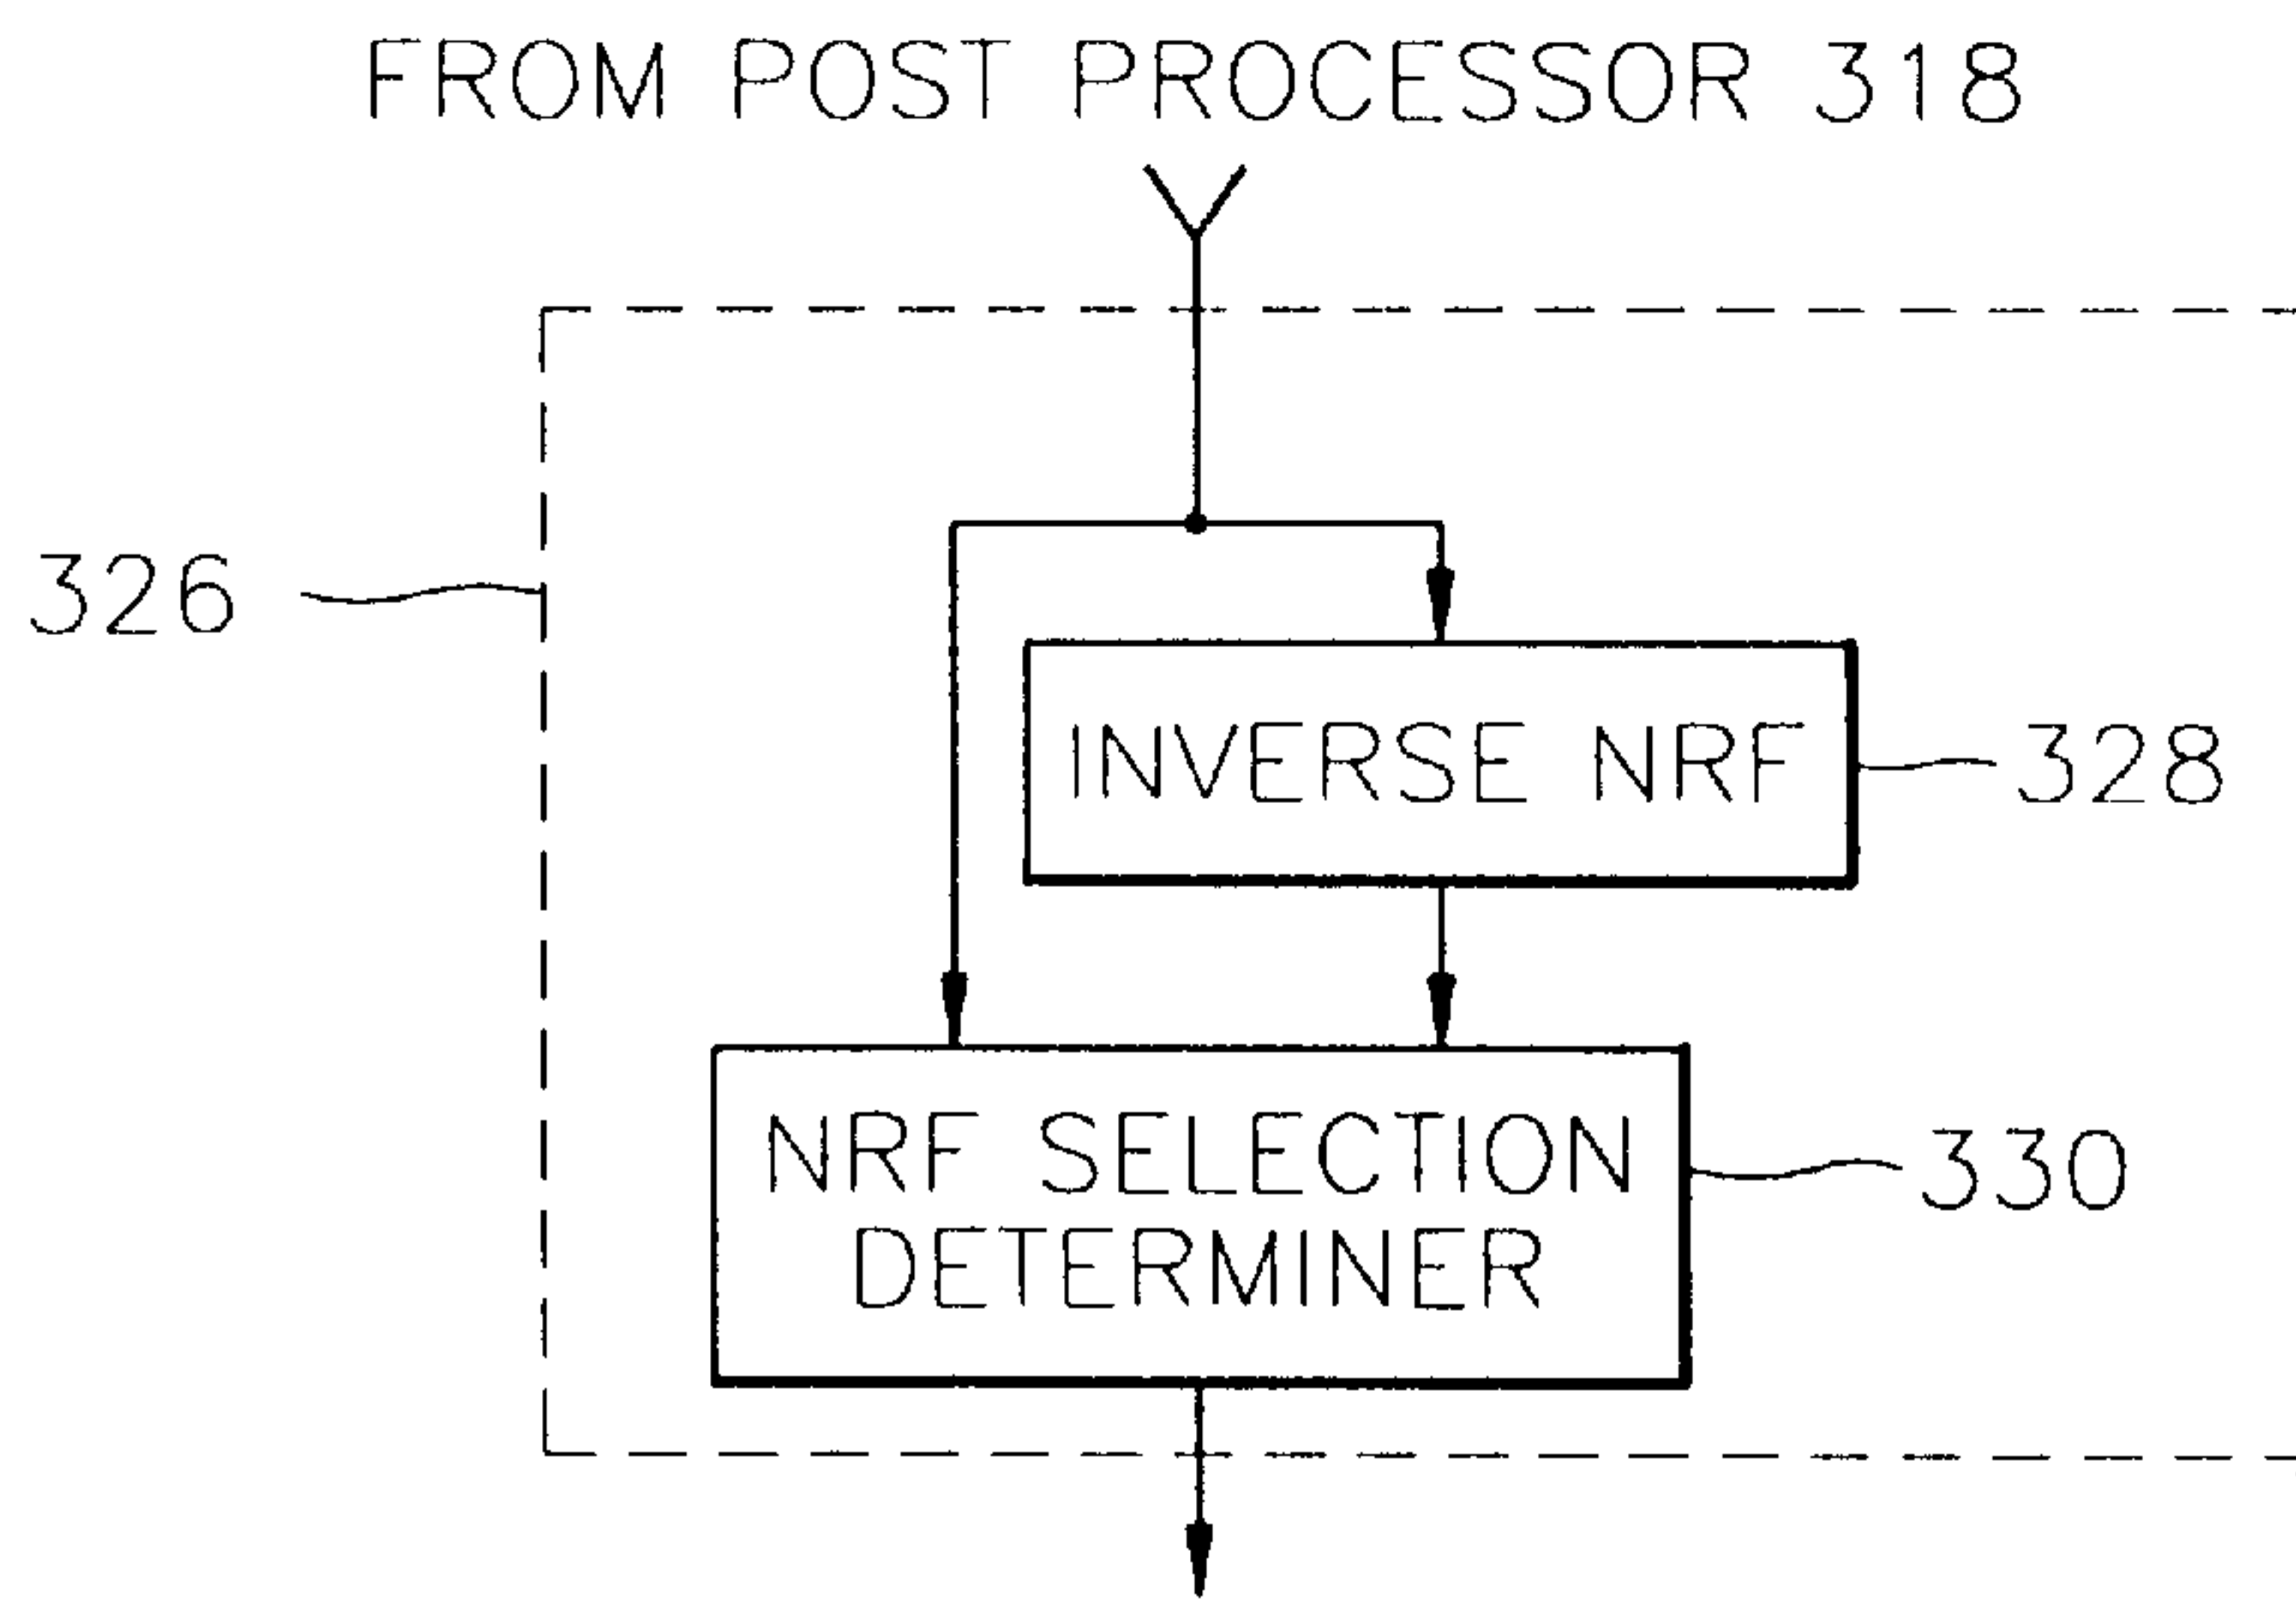 FROM POST PROCESSOR 318
326
INVERSE NRF
328
NRF SELECTION
DETERMINER
330